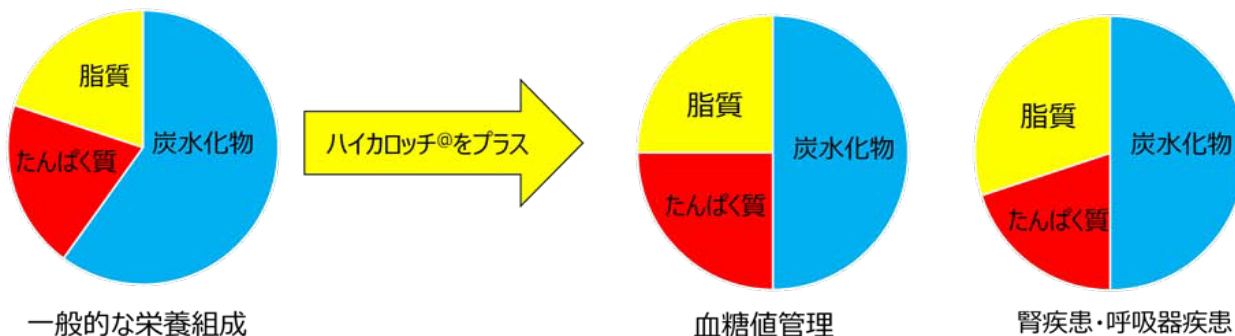 脂質
炭水化物
たんぱく質
一般的な栄養組成
ハイカロッチ@をプラス
脂質
炭水化物
たんぱく質
血糖値管理
脂質
炭水化物
たんぱく質
腎疾患・呼吸器疾患